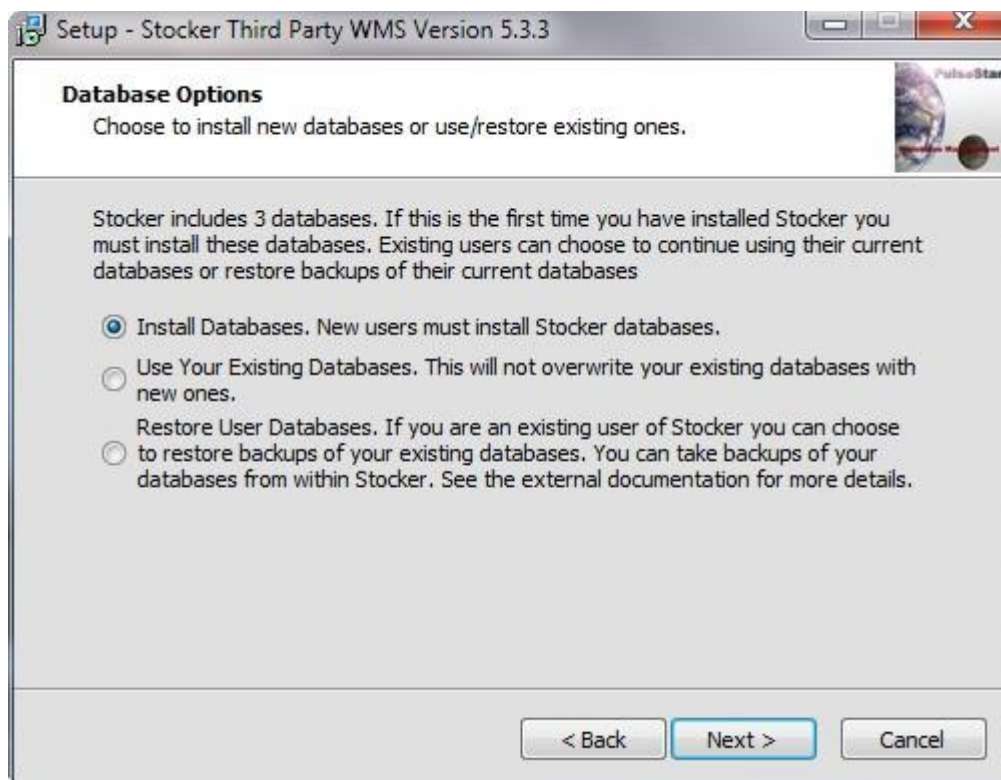 Setup - Stocker Third Party WMS Version 5.3.3
Database Options
Choose to install new databases or use/restore existing ones.
PulseStar
Stocker includes 3 databases. If this is the first time you have installed Stocker you
must install these databases. Existing users can choose to continue using their current
databases or restore backups of their current databases
Install Databases. New users must install Stocker databases.
Use Your Existing Databases. This will not overwrite your existing databases with
new ones.
Restore User Databases. If you are an existing user of Stocker you can choose
to restore backups of your existing databases. You can take backups of your
databases from within Stocker. See the external documentation for more details.
< Back
Next >
Cancel